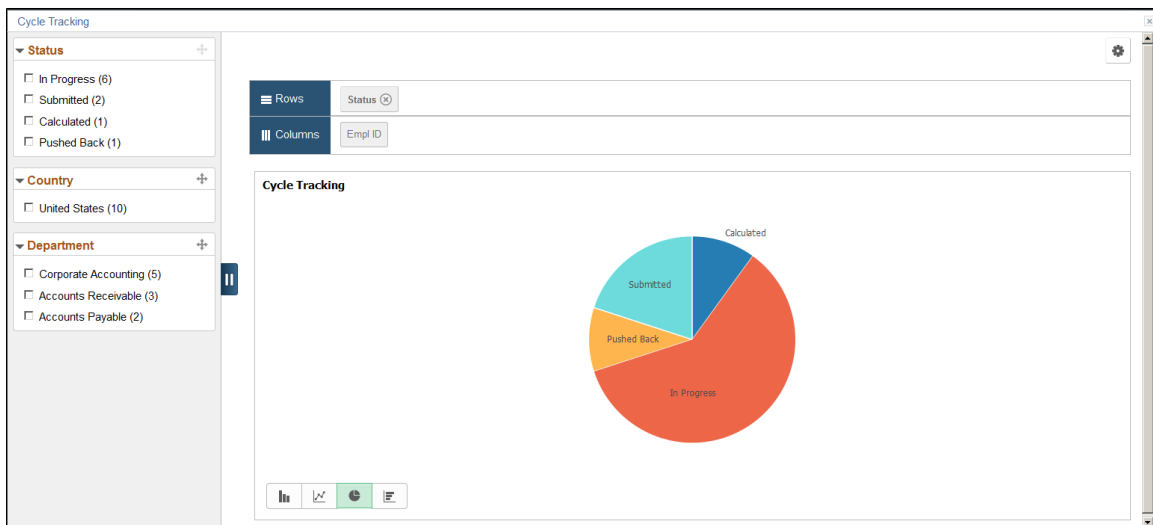 Cycle Tracking
Status
In Progress (6)
Submitted (2)
Calculated (1)
Pushed Back (1)
Country
United States (10)
Department
Corporate Accounting (5)
Accounts Receivable (3)
Accounts Payable (2)
Rows
Status
Columns
Empl ID
Cycle Tracking
Calculated
Submitted
Pushed Back
In Progress